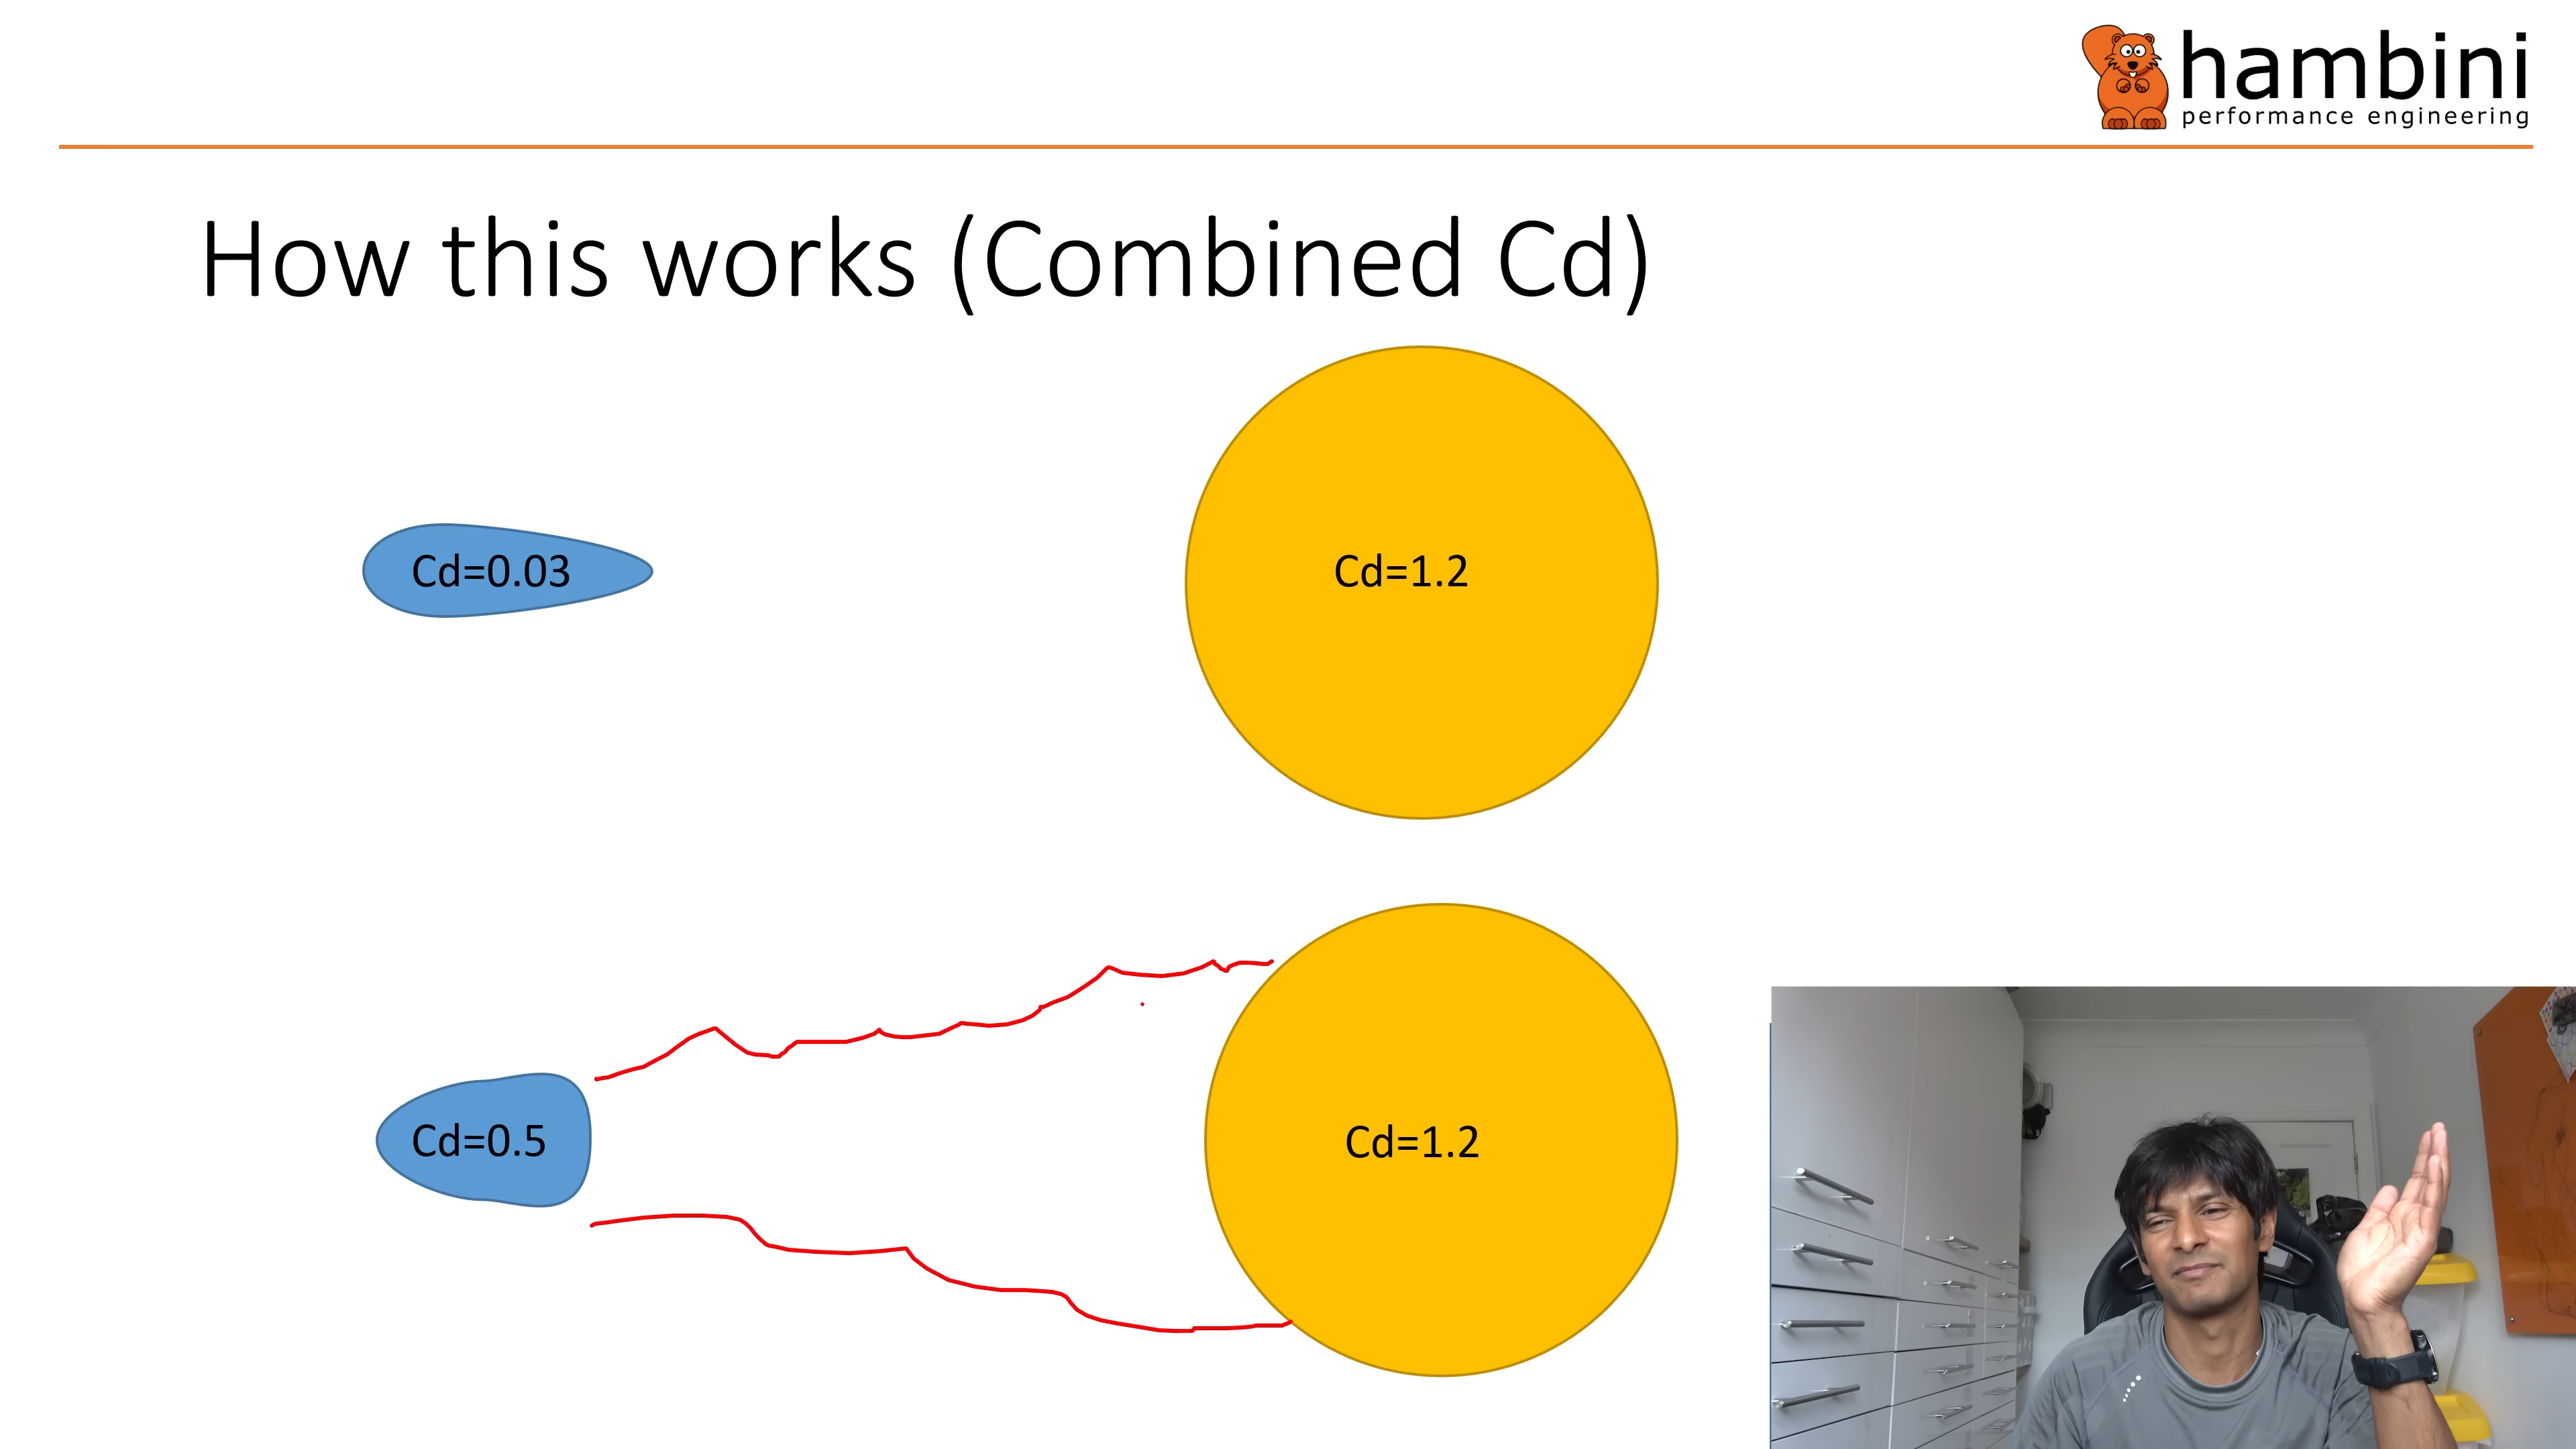 hambini
performance engineering
How this works (Combined Cd)
Cd=0.03
Cd=1.2
Cd=0.5
Cd=1.2